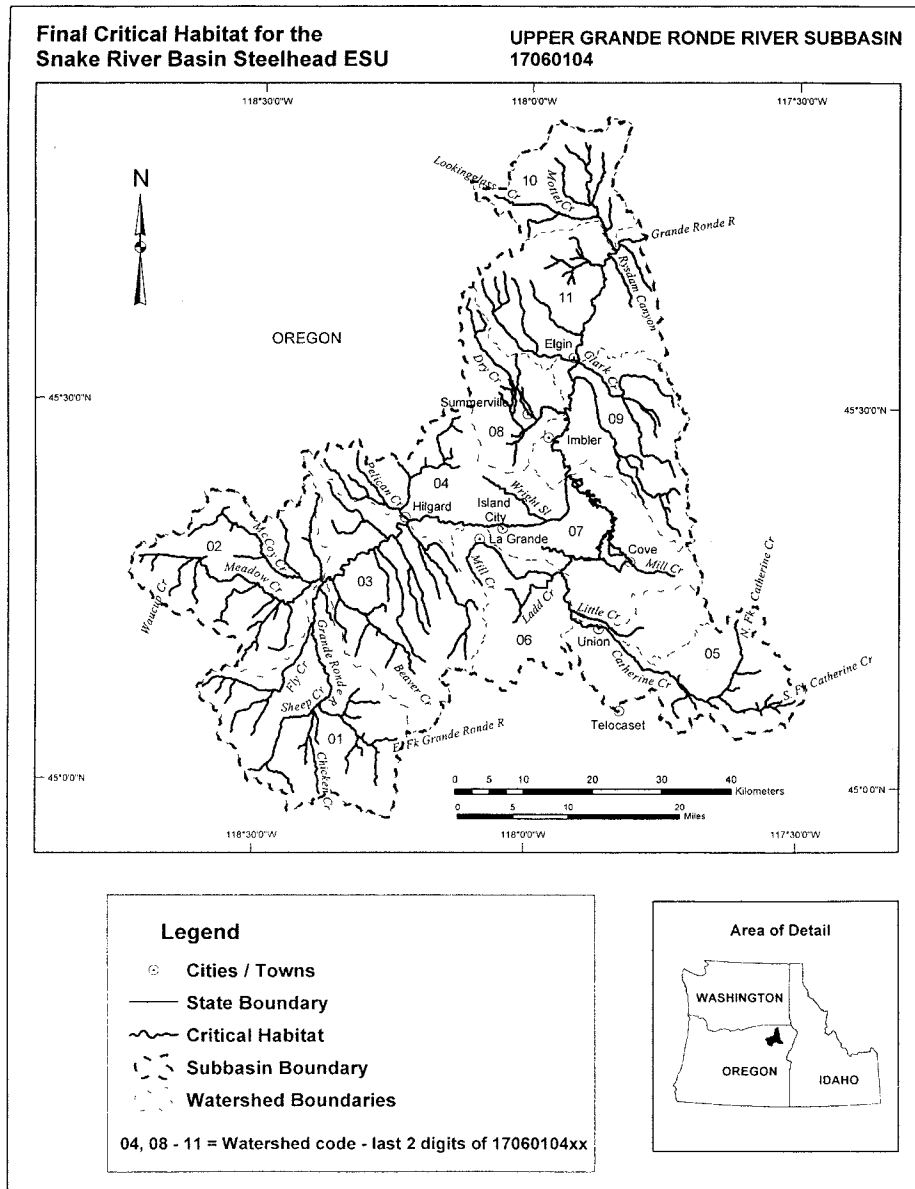 Final Critical Habitat for the
Snake River Basin Steelhead ESU
UPPER GRANDE RONDE RIVER SUBBASIN
17060104
118°30'0"W
118°0'0"W
117°30'0"W
N
Lookingglass Cr
10
Mottet Cr
Grande Ronde R
Rysdam Canyon
11
OREGON
Elgin
Clark Cr
Dry Cr
45°30'0"N
45°30'0"N
Summerville
08
09
Imbler
04
Pelican Cr
Hilgard
Island
City
Wright Sl
La Grande
07
Cove
Mill Cr
02
McCoy Cr
Meadow Cr
Waucup Cr
03
Mill Cr
Ladd Cr
06
Little Cr
Union
Catherine Cr
05
N. Fk Catherine Cr
S. Fk Catherine Cr
Telocaset
Grande Ronde R
Fly Cr
Beaver Cr
Sheep Cr
01
E. Fk Grande Ronde R
Chicken Cr
45°0'0"N
45°0'0"N
0 5 10 20 30 40
Kilometers
0 5 10 20
Miles
118°30'0"W
118°0'0"W
117°30'0"W
Legend
Cities / Towns
State Boundary
Critical Habitat
Subbasin Boundary
Watershed Boundaries
04, 08 - 11 = Watershed code - last 2 digits of 17060104xx
Area of Detail
WASHINGTON
OREGON
IDAHO